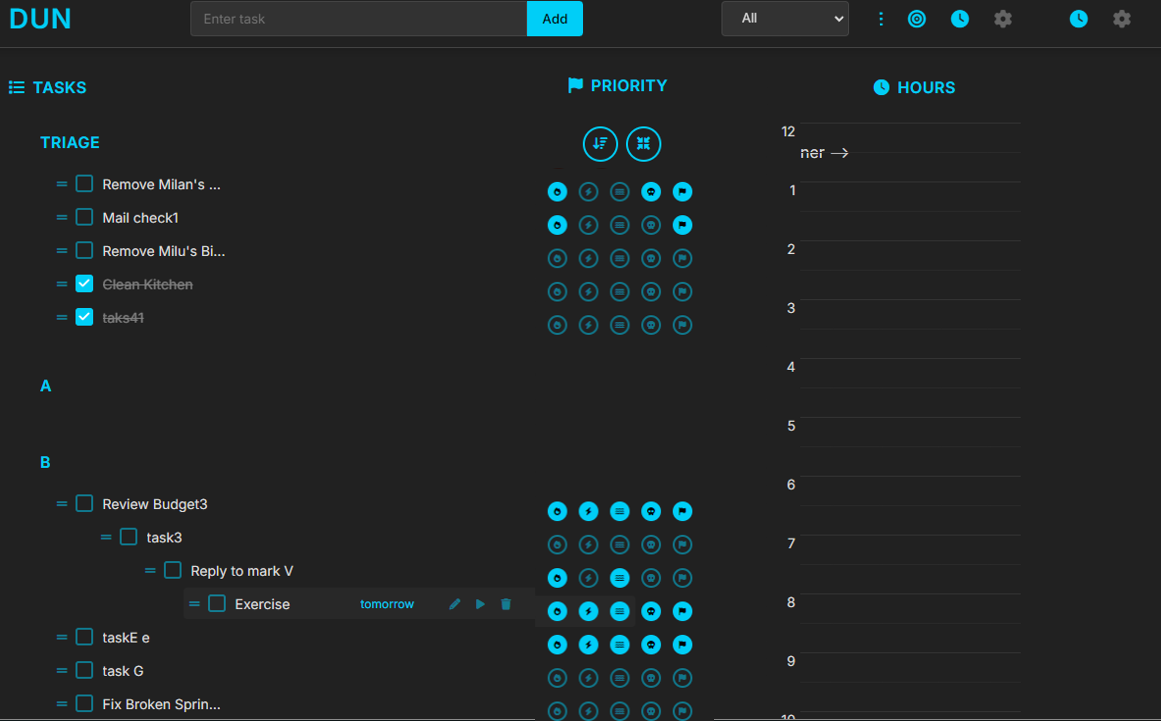 DUN
Enter task
Add
All
TASKS
PRIORITY
HOURS
TRIAGE
Remove Milan's ...
Mail check1
Remove Milu's Bi...
Clean Kitchen
taks41
A
B
Review Budget3
task3
Reply to mark V
Exercise tomorrow
taskE e
task G
Fix Broken Sprin...
12
ner →
1
2
3
4
5
6
7
8
9
10